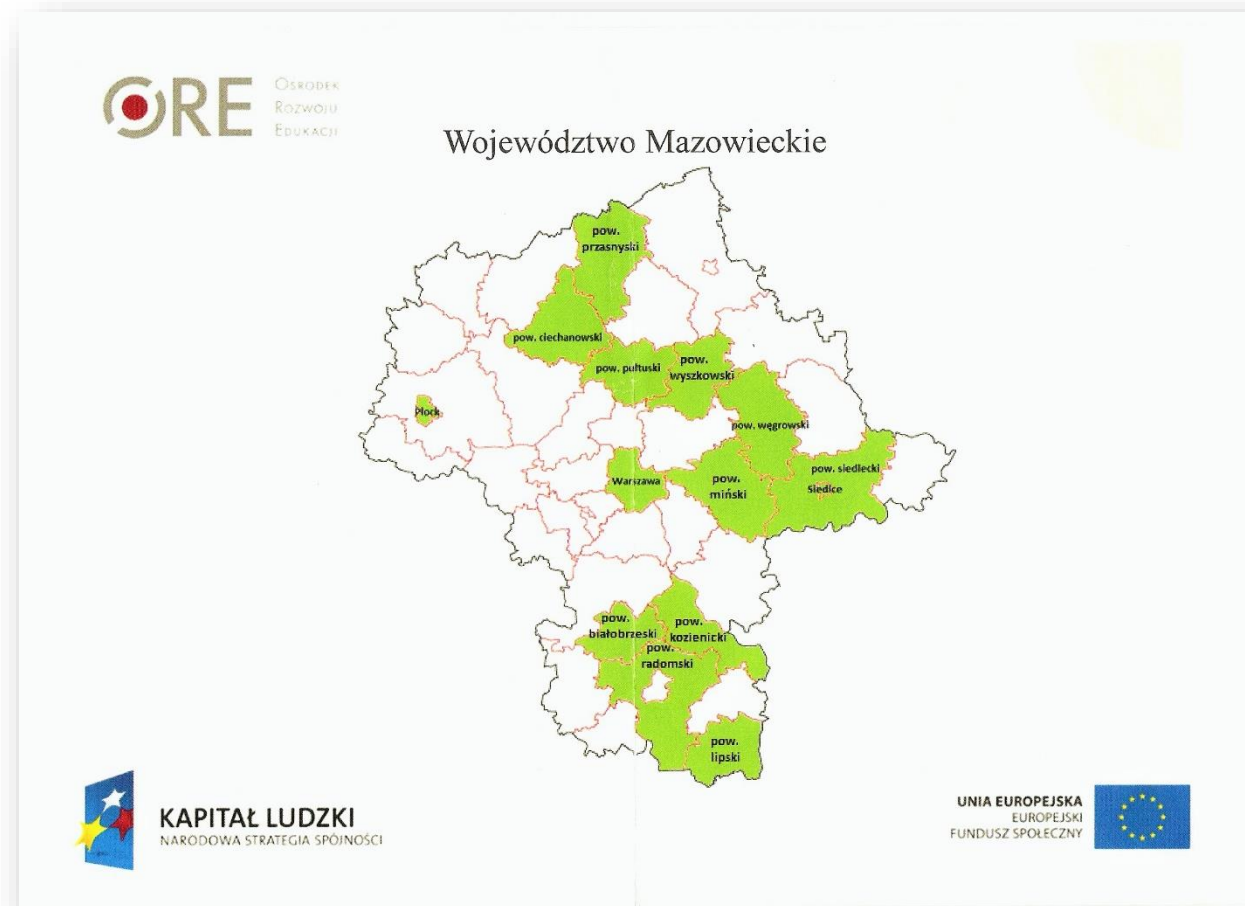 ORE
OŚRODEK
ROZWOJU
EDUKACJI
Województwo Mazowieckie
pow.
przasnyski
pow. ciechanowski
pow. pułtuski
pow.
wyszkowski
Płock
pow. węgrowski
pow. siedlecki
Siedlce
Warszawa
pow.
miński
pow.
białobrzeski
pow.
kozienicki
pow.
radomski
pow.
lipski
KAPITAŁ LUDZKI
NARODOWA STRATEGIA SPÓJNOŚCI
UNIA EUROPEJSKA
EUROPEJSKI
FUNDUSZ SPOŁECZNY